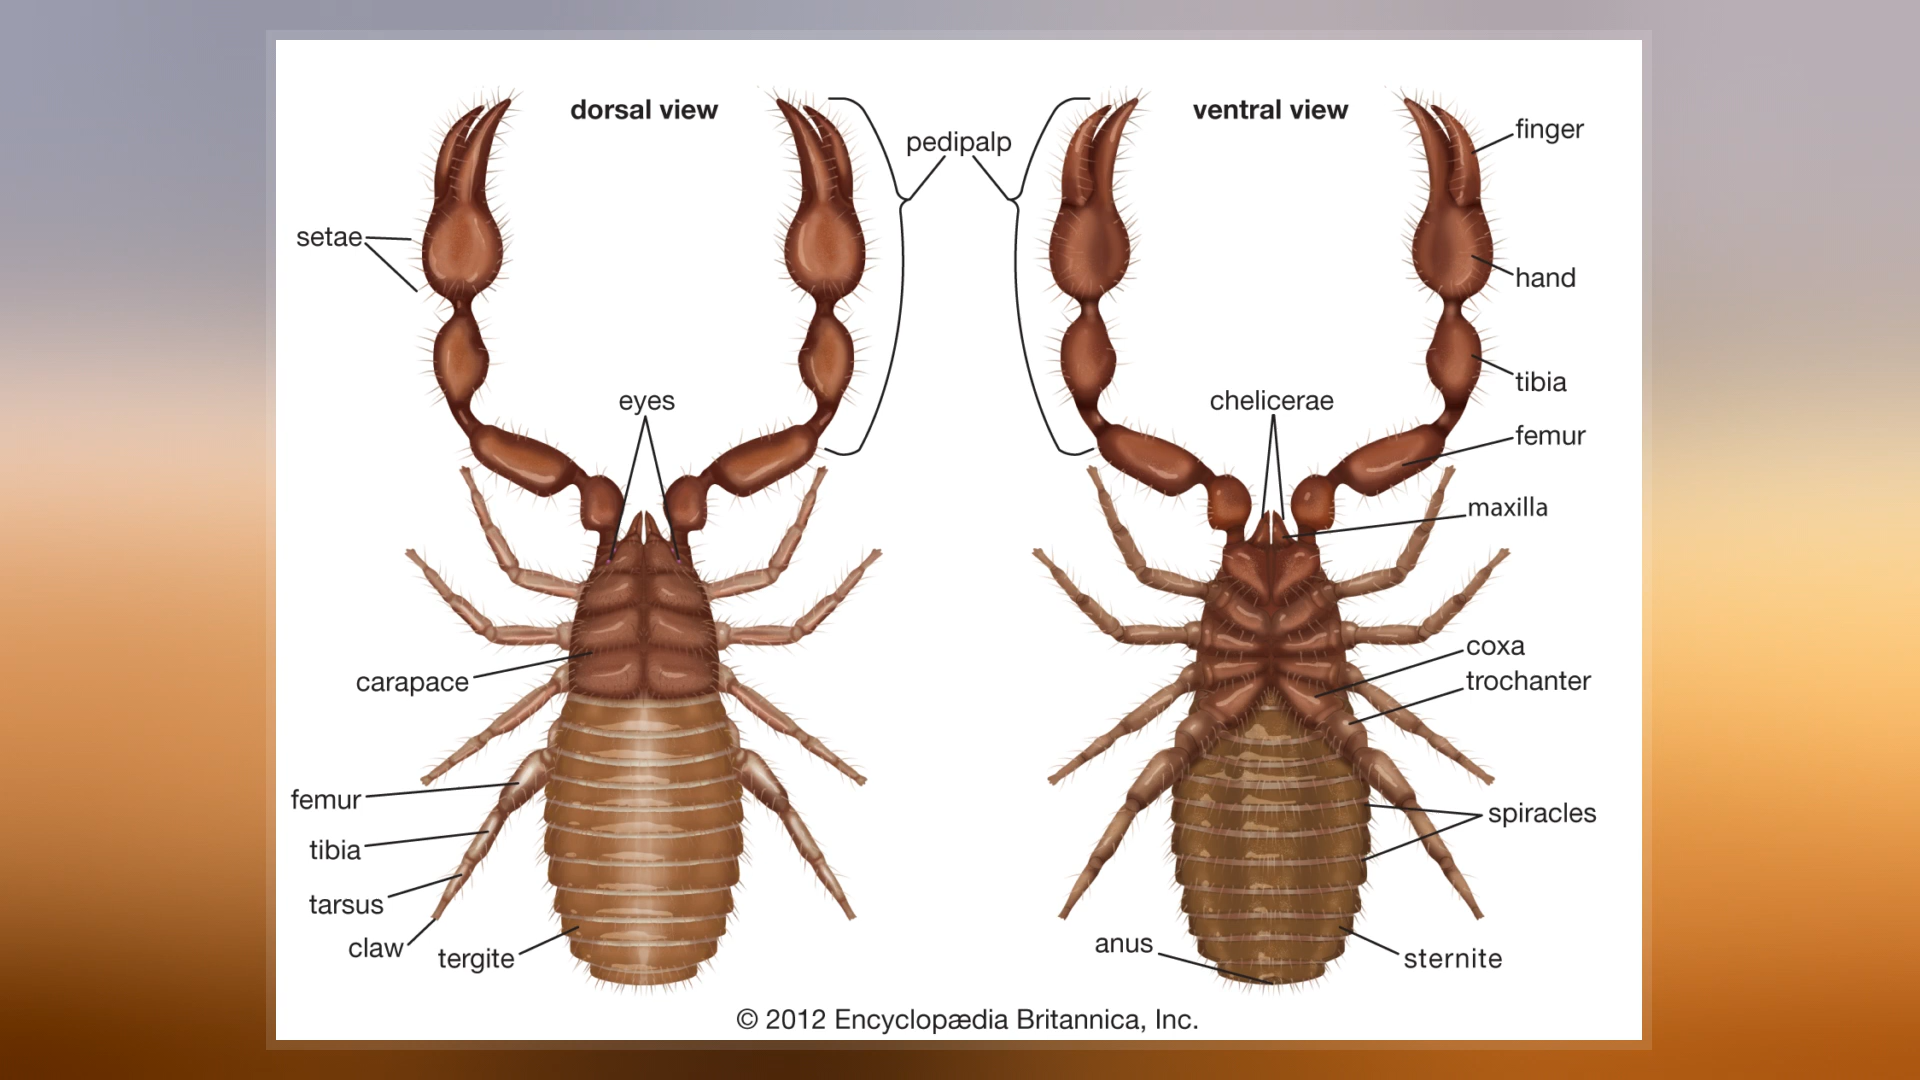 dorsal view
ventral view
pedipalp
finger
setae
hand
tibia
eyes
chelicerae
femur
maxilla
coxa
carapace
trochanter
femur
spiracles
tibia
tarsus
claw
tergite
anus
sternite
© 2012 Encyclopædia Britannica, Inc.